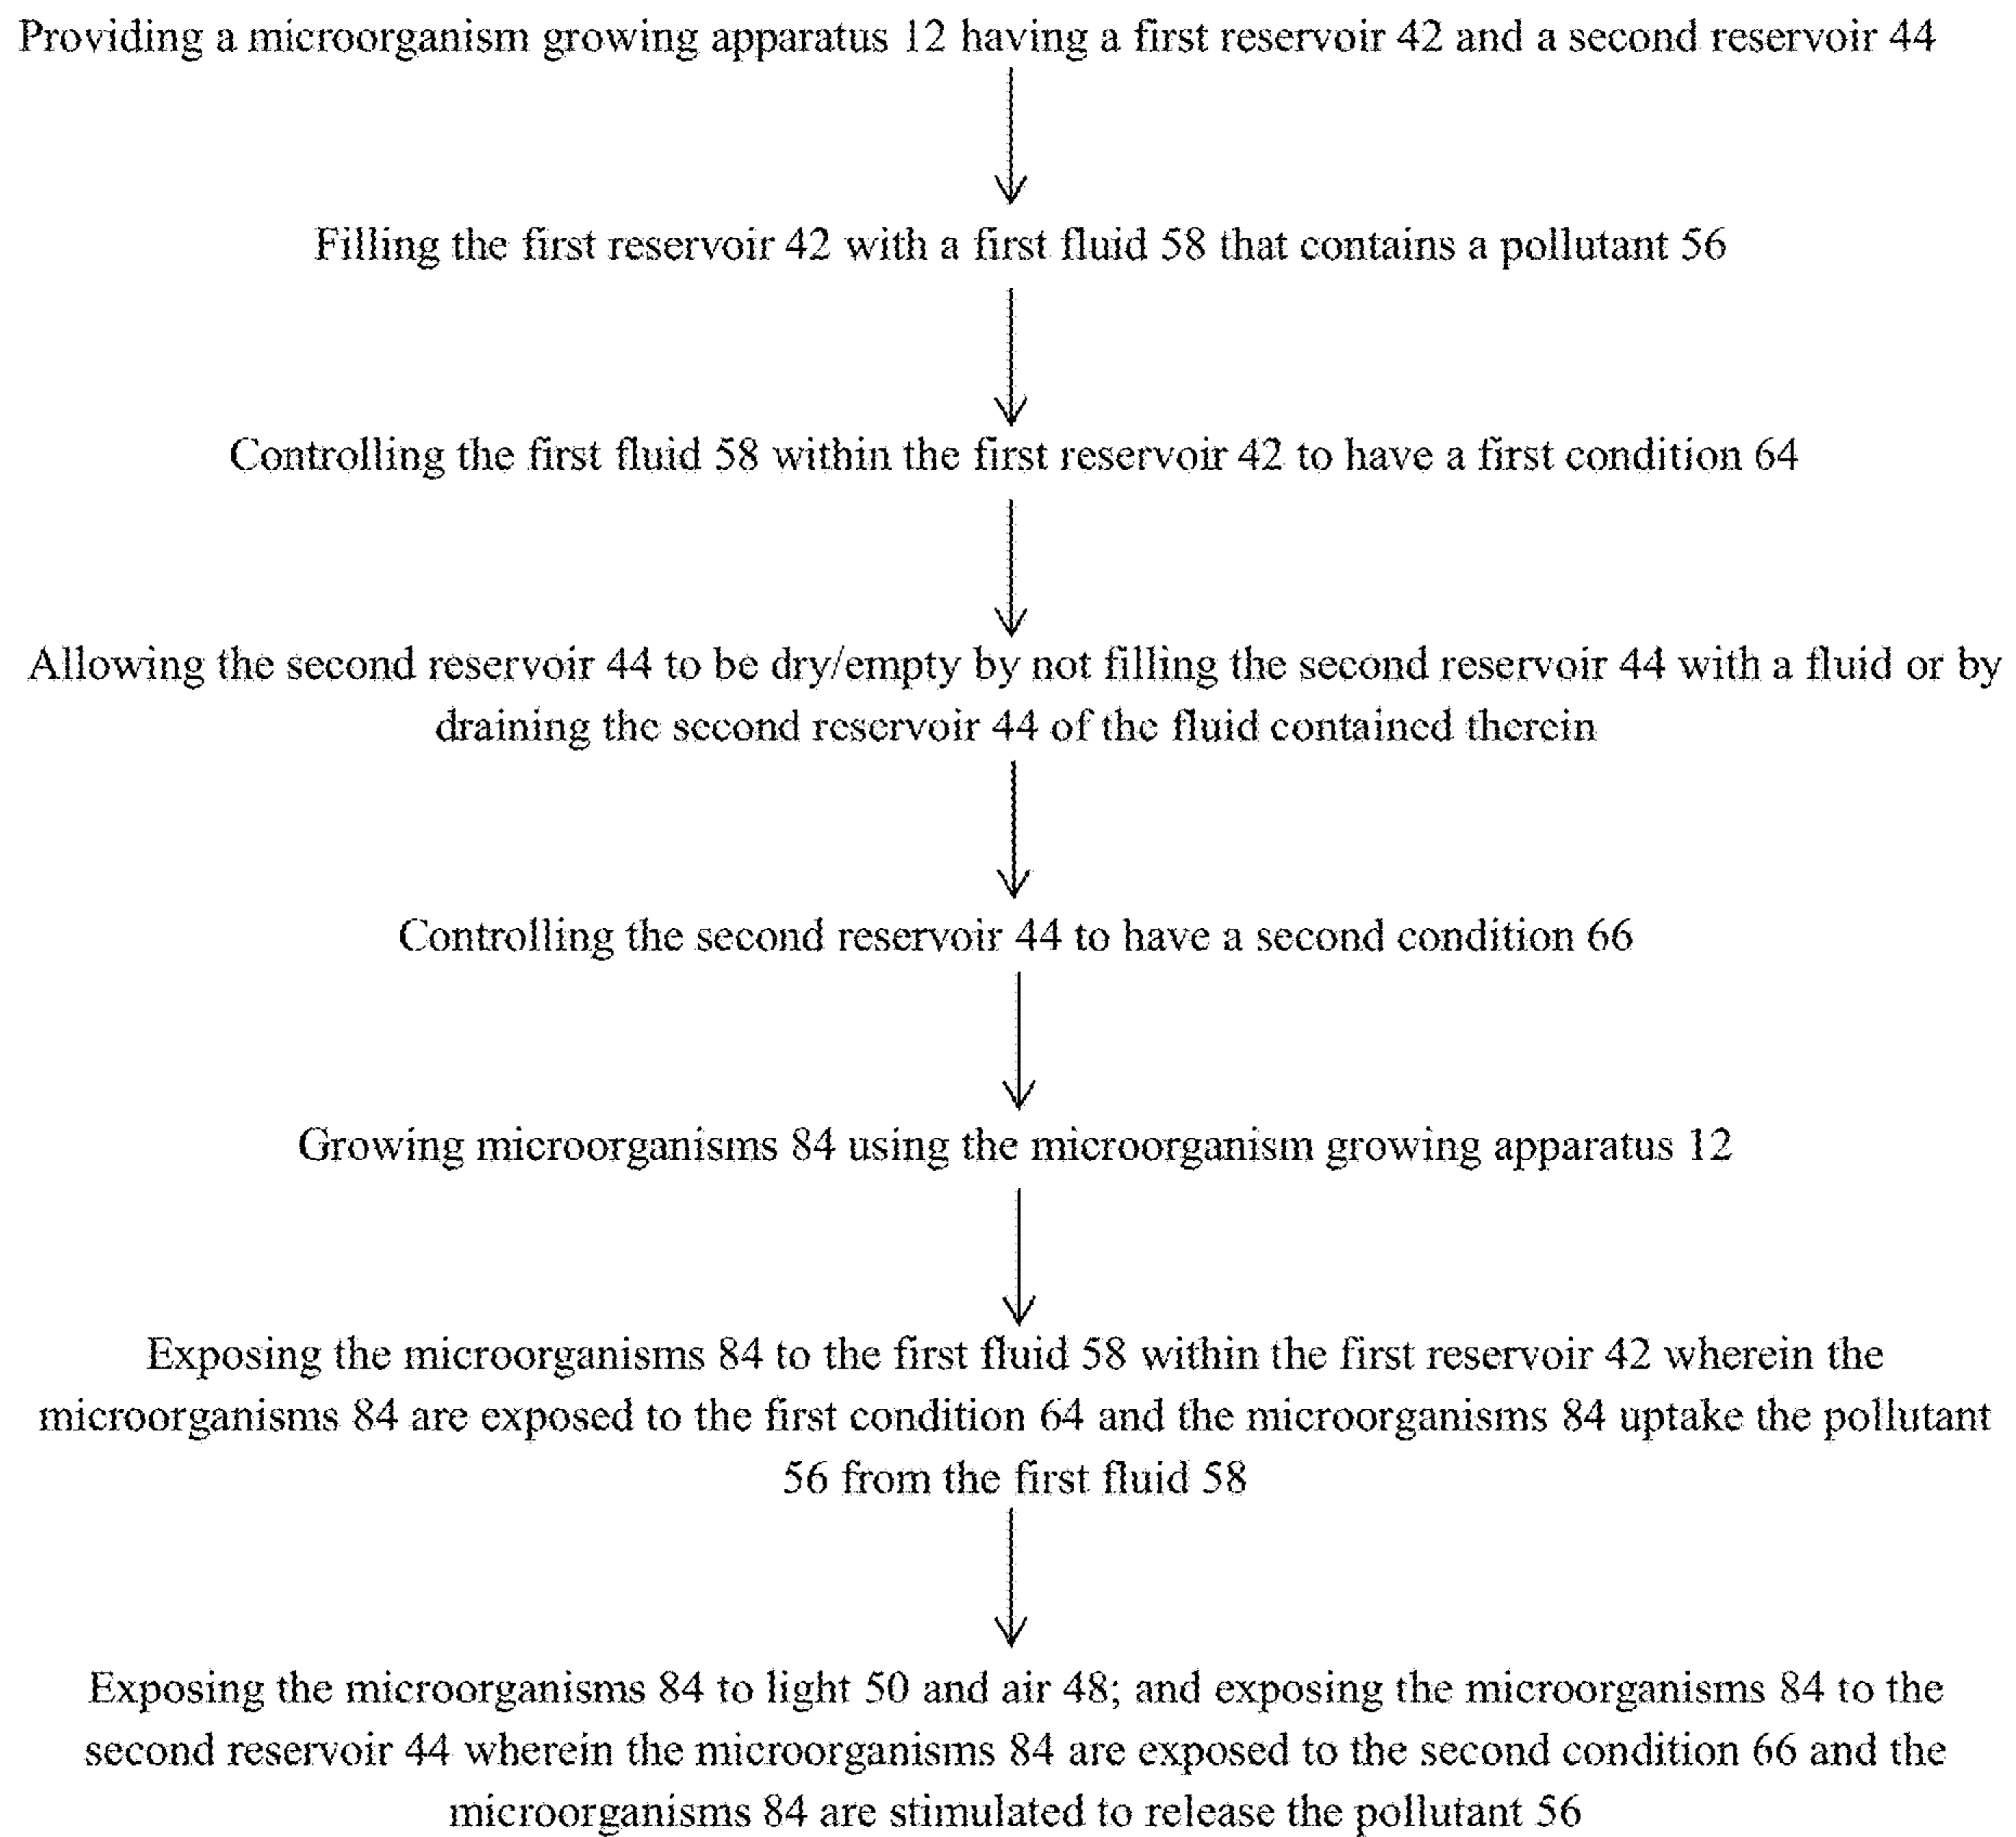 Providing a microorganism growing apparatus 12 having a first reservoir 42 and a second reservoir 44
Filling the first reservoir 42 with a first fluid 58 that contains a pollutant 56
Controlling the first fluid 58 within the first reservoir 42 to have a first condition 64
Allowing the second reservoir 44 to be dry/empty by not filling the second reservoir 44 with a fluid or by
draining the second reservoir 44 of the fluid contained therein
Controlling the second reservoir 44 to have a second condition 66
Growing microorganisms 84 using the microorganism growing apparatus 12
Exposing the microorganisms 84 to the first fluid 58 within the first reservoir 42 wherein the
microorganisms 84 are exposed to the first condition 64 and the microorganisms 84 uptake the pollutant
56 from the first fluid 58
Exposing the microorganisms 84 to light 50 and air 48; and exposing the microorganisms 84 to the
second reservoir 44 wherein the microorganisms 84 are exposed to the second condition 66 and the
microorganisms 84 are stimulated to release the pollutant 56